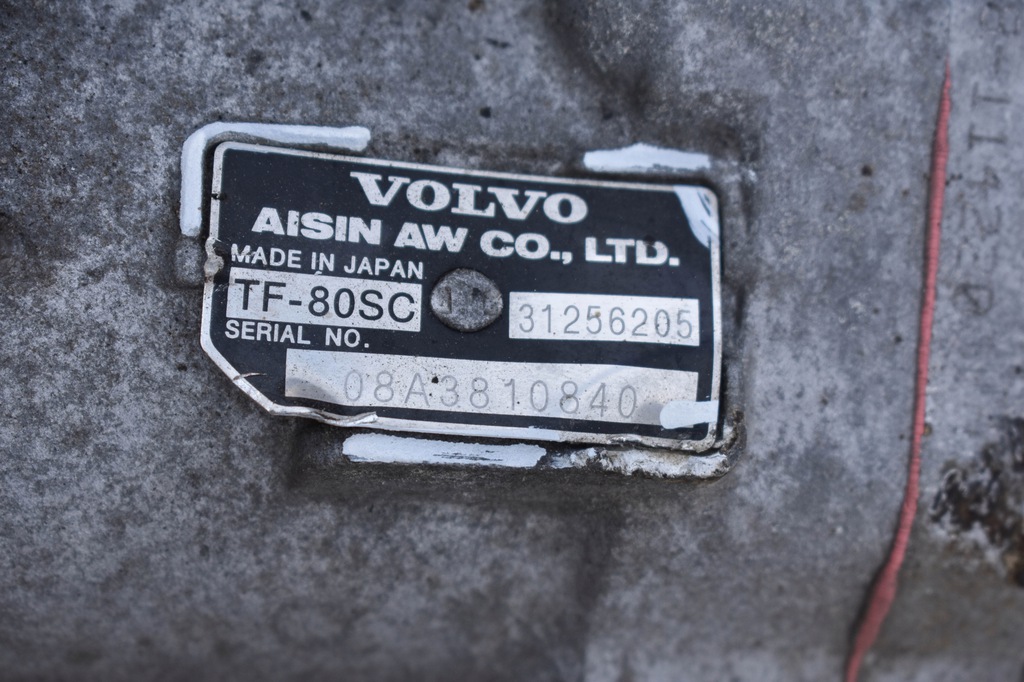 VOLVO
AISIN AW CO., LTD.
MADE IN JAPAN
TF-80SC 31256205
SERIAL NO.
08A3810840